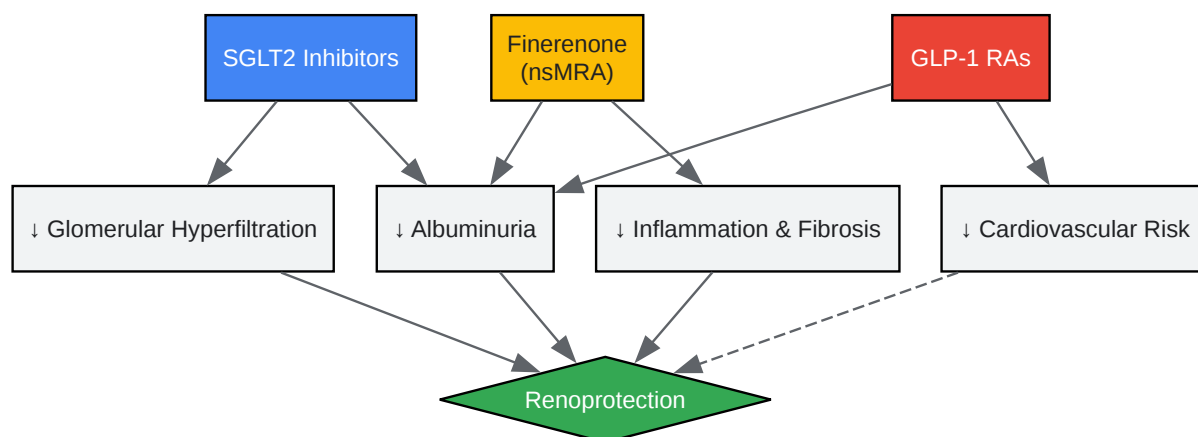 SGLT2 Inhibitors
Finerenone
(nsMRA)
GLP-1 RAs
↓ Glomerular Hyperfiltration
↓ Albuminuria
↓ Inflammation & Fibrosis
↓ Cardiovascular Risk
Renoprotection